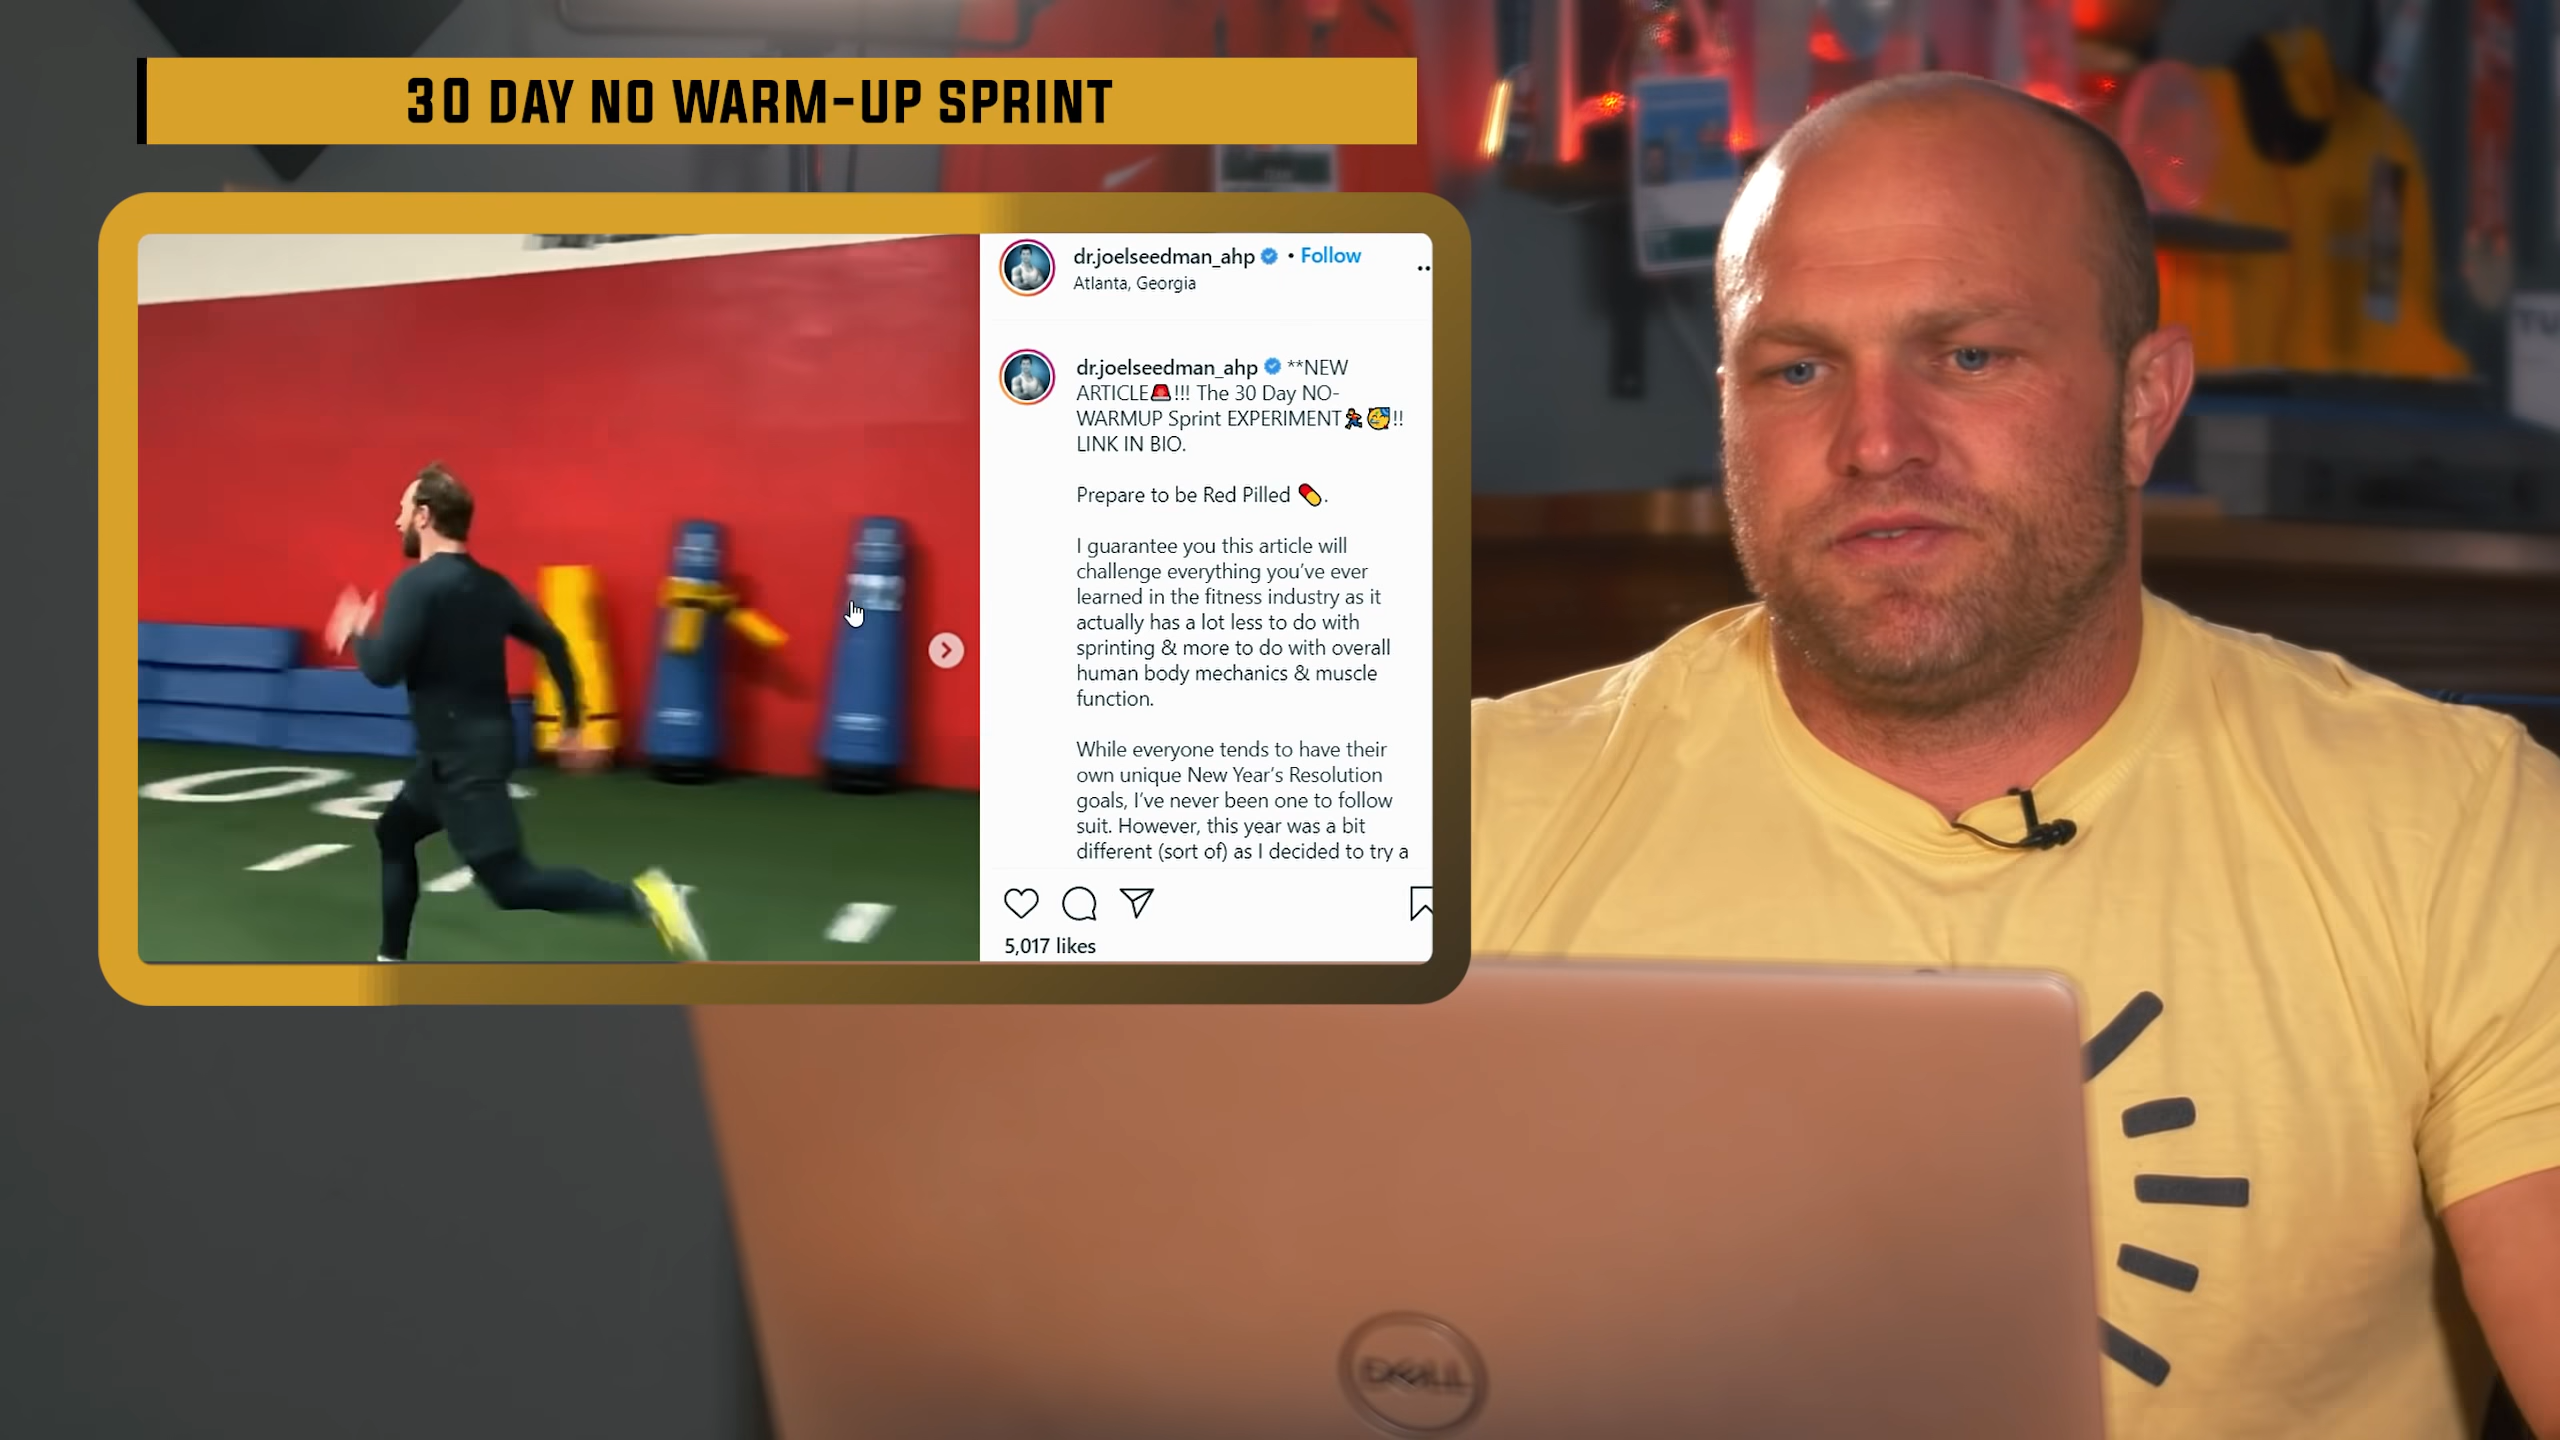 30 DAY NO WARM-UP SPRINT
dr.joelseedman_ahp • Follow
Atlanta, Georgia
dr.joelseedman_ahp **NEW
ARTICLE🚨!!! The 30 Day NO-
WARMUP Sprint EXPERIMENT🏃🥳!!
LINK IN BIO.
Prepare to be Red Pilled 💊.
I guarantee you this article will
challenge everything you’ve ever
learned in the fitness industry as it
actually has a lot less to do with
sprinting & more to do with overall
human body mechanics & muscle
function.
While everyone tends to have their
own unique New Year’s Resolution
goals, I’ve never been one to follow
suit. However, this year was a bit
different (sort of) as I decided to try a
5,017 likes
DELL